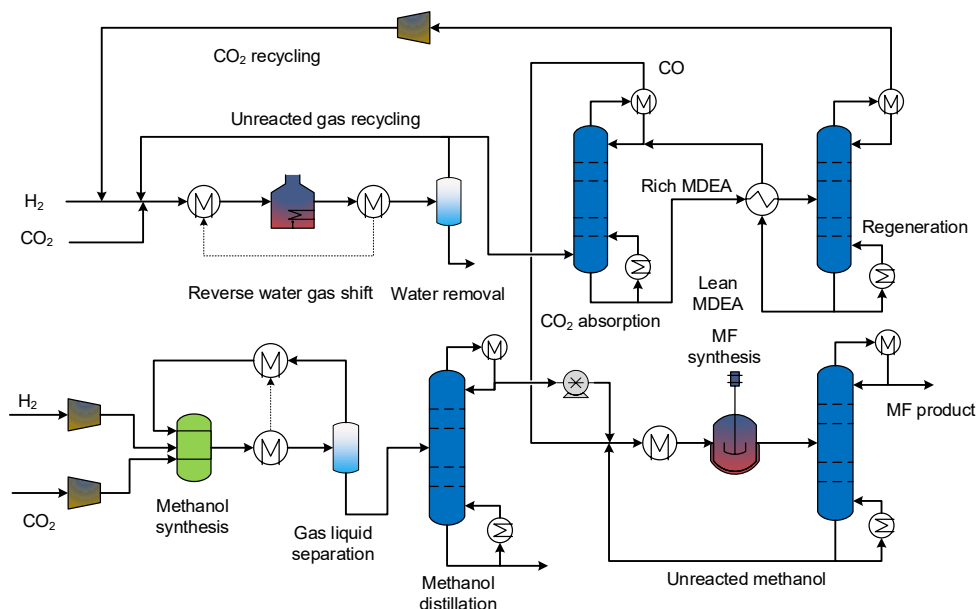 CO₂ recycling
CO
Unreacted gas recycling
H₂
CO₂
Rich MDEA
Regeneration
Reverse water gas shift
Water removal
Lean
MDEA
CO₂ absorption
MF
synthesis
H₂
CO₂
Methanol
synthesis
Gas liquid
separation
Methanol
distillation
MF product
Unreacted methanol